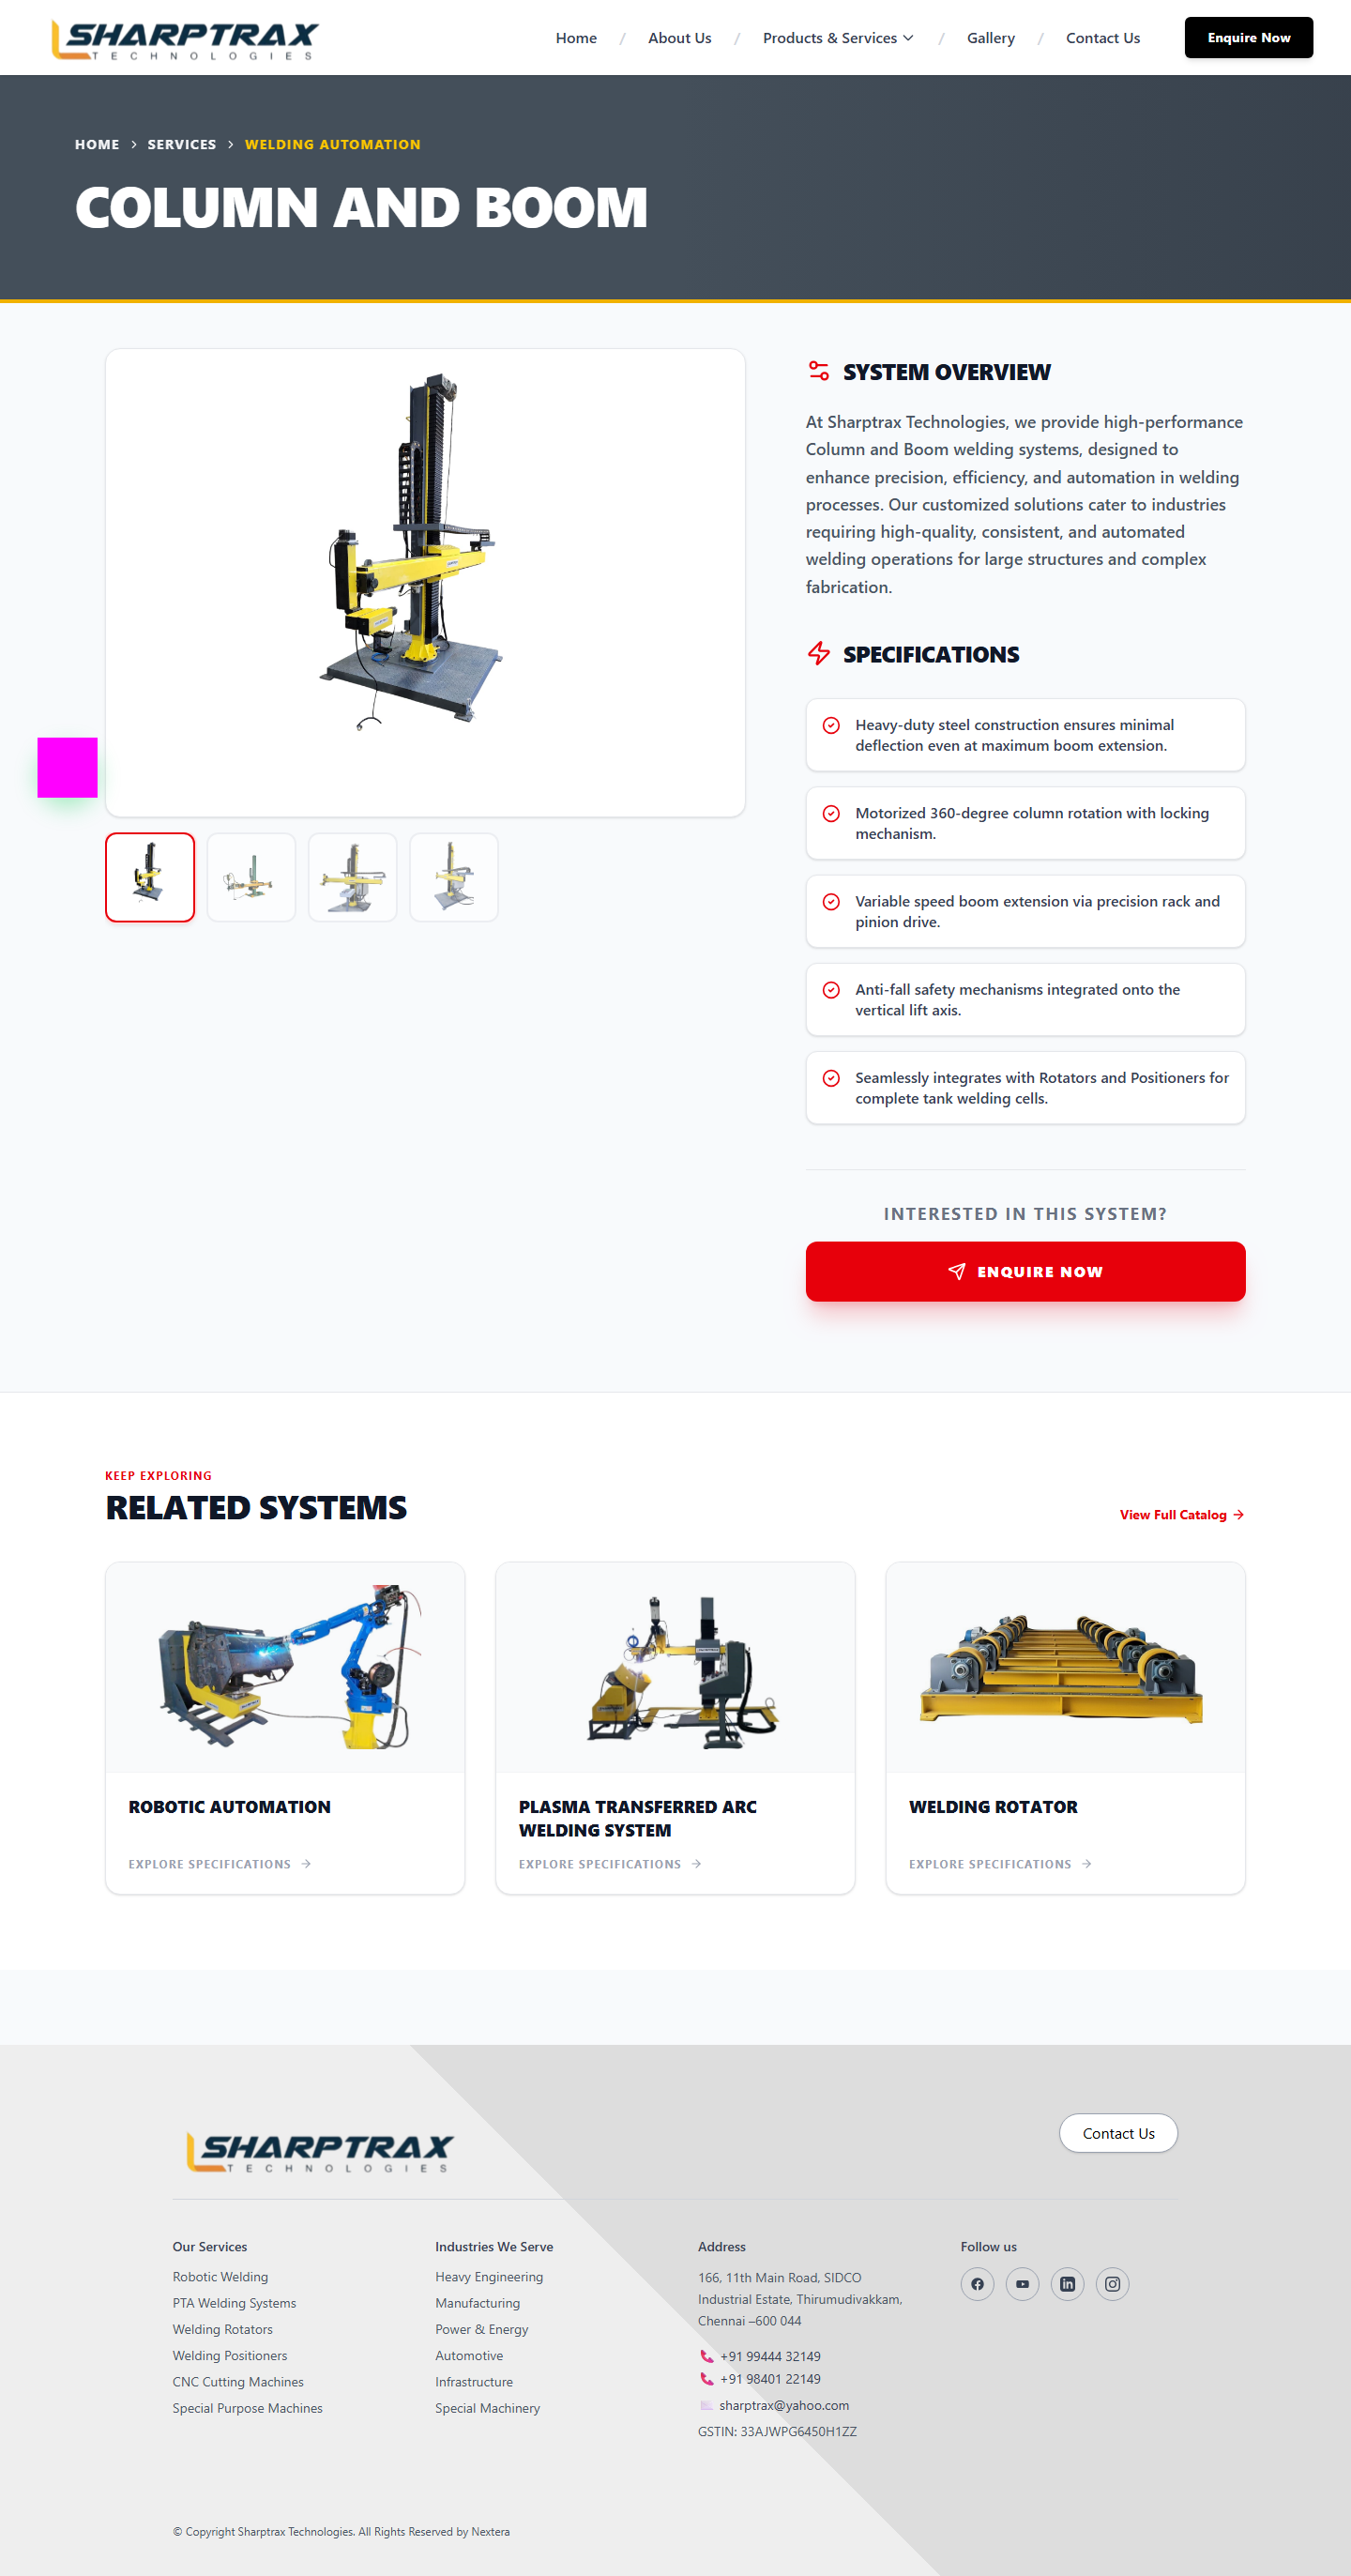 SHARPTRAX
TECHNOLOGIES
Home / About Us / Products & Services / Gallery / Contact Us
Enquire Now
HOME > SERVICES > WELDING AUTOMATION
COLUMN AND BOOM
SYSTEM OVERVIEW
At Sharptrax Technologies, we provide high-performance
Column and Boom welding systems, designed to
enhance precision, efficiency, and automation in welding
processes. Our customized solutions cater to industries
requiring high-quality, consistent, and automated
welding operations for large structures and complex
fabrication.
SPECIFICATIONS
Heavy-duty steel construction ensures minimal
deflection even at maximum boom extension.
Motorized 360-degree column rotation with locking
mechanism.
Variable speed boom extension via precision rack and
pinion drive.
Anti-fall safety mechanisms integrated onto the
vertical lift axis.
Seamlessly integrates with Rotators and Positioners for
complete tank welding cells.
INTERESTED IN THIS SYSTEM?
ENQUIRE NOW
KEEP EXPLORING
RELATED SYSTEMS
View Full Catalog
ROBOTIC AUTOMATION
EXPLORE SPECIFICATIONS
PLASMA TRANSFERRED ARC
WELDING SYSTEM
EXPLORE SPECIFICATIONS
WELDING ROTATOR
EXPLORE SPECIFICATIONS
SHARPTRAX
TECHNOLOGIES
Contact Us
Our Services
Robotic Welding
PTA Welding Systems
Welding Rotators
Welding Positioners
CNC Cutting Machines
Special Purpose Machines
Industries We Serve
Heavy Engineering
Manufacturing
Power & Energy
Automotive
Infrastructure
Special Machinery
Address
166, 11th Main Road, SIDCO
Industrial Estate, Thirumudivakkam,
Chennai –600 044
+91 99444 32149
+91 98401 22149
sharptrax@yahoo.com
GSTIN: 33AJWPG6450H1ZZ
Follow us
© Copyright Sharptrax Technologies. All Rights Reserved by Nextera